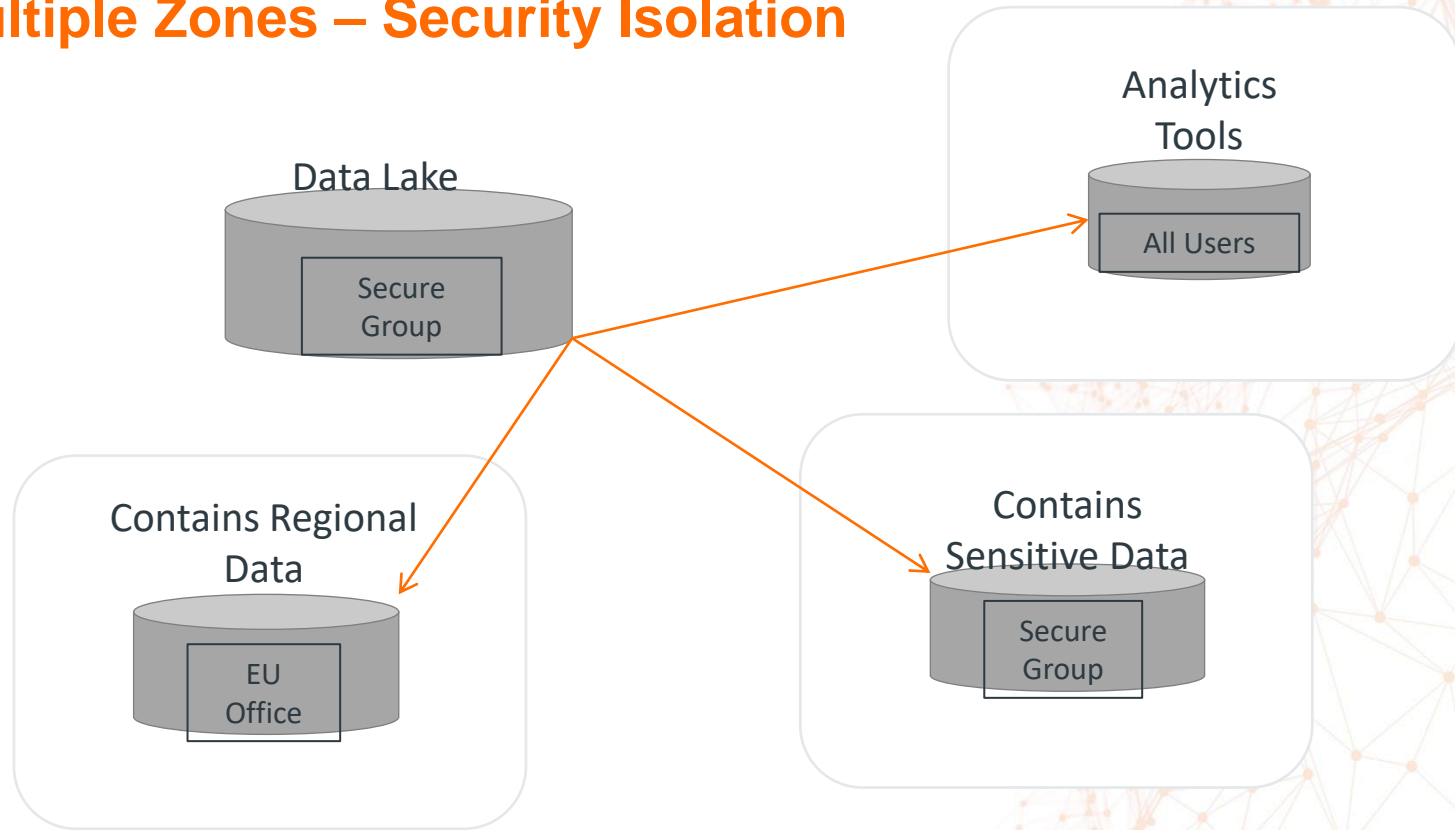 ltiple Zones – Security Isolation
Analytics
Tools
Data Lake
All Users
Secure
Group
Contains Regional
Data
Contains
Sensitive Data
EU
Office
Secure
Group